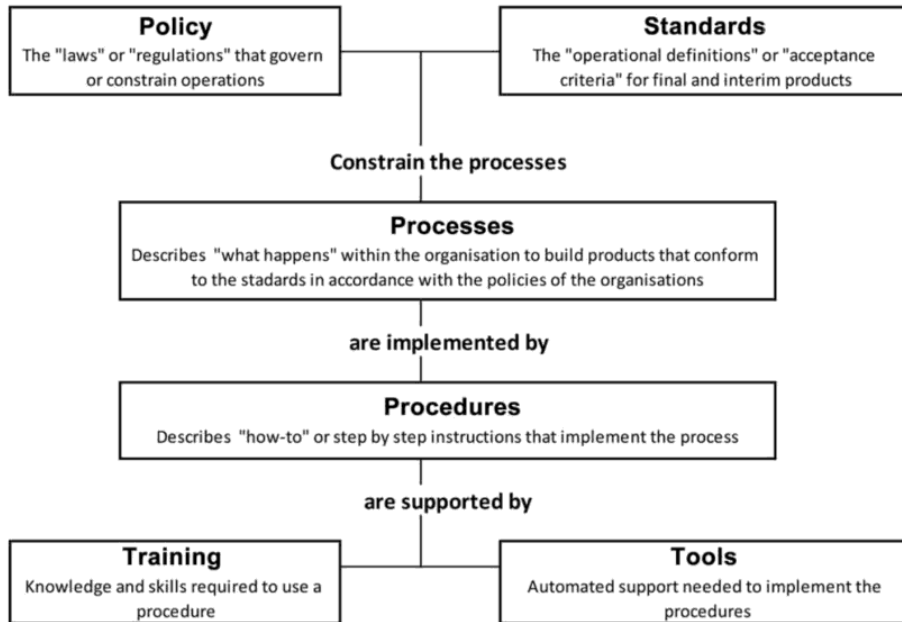 Policy
The "laws" or "regulations" that govern
or constrain operations
Standards
The "operational definitions" or "acceptance
criteria" for final and interim products
Constrain the processes
Processes
Describes "what happens" within the organisation to build products that conform
to the stadards in accordance with the policies of the organisations
are implemented by
Procedures
Describes "how-to" or step by step instructions that implement the process
are supported by
Training
Knowledge and skills required to use a
procedure
Tools
Automated support needed to implement the
procedures